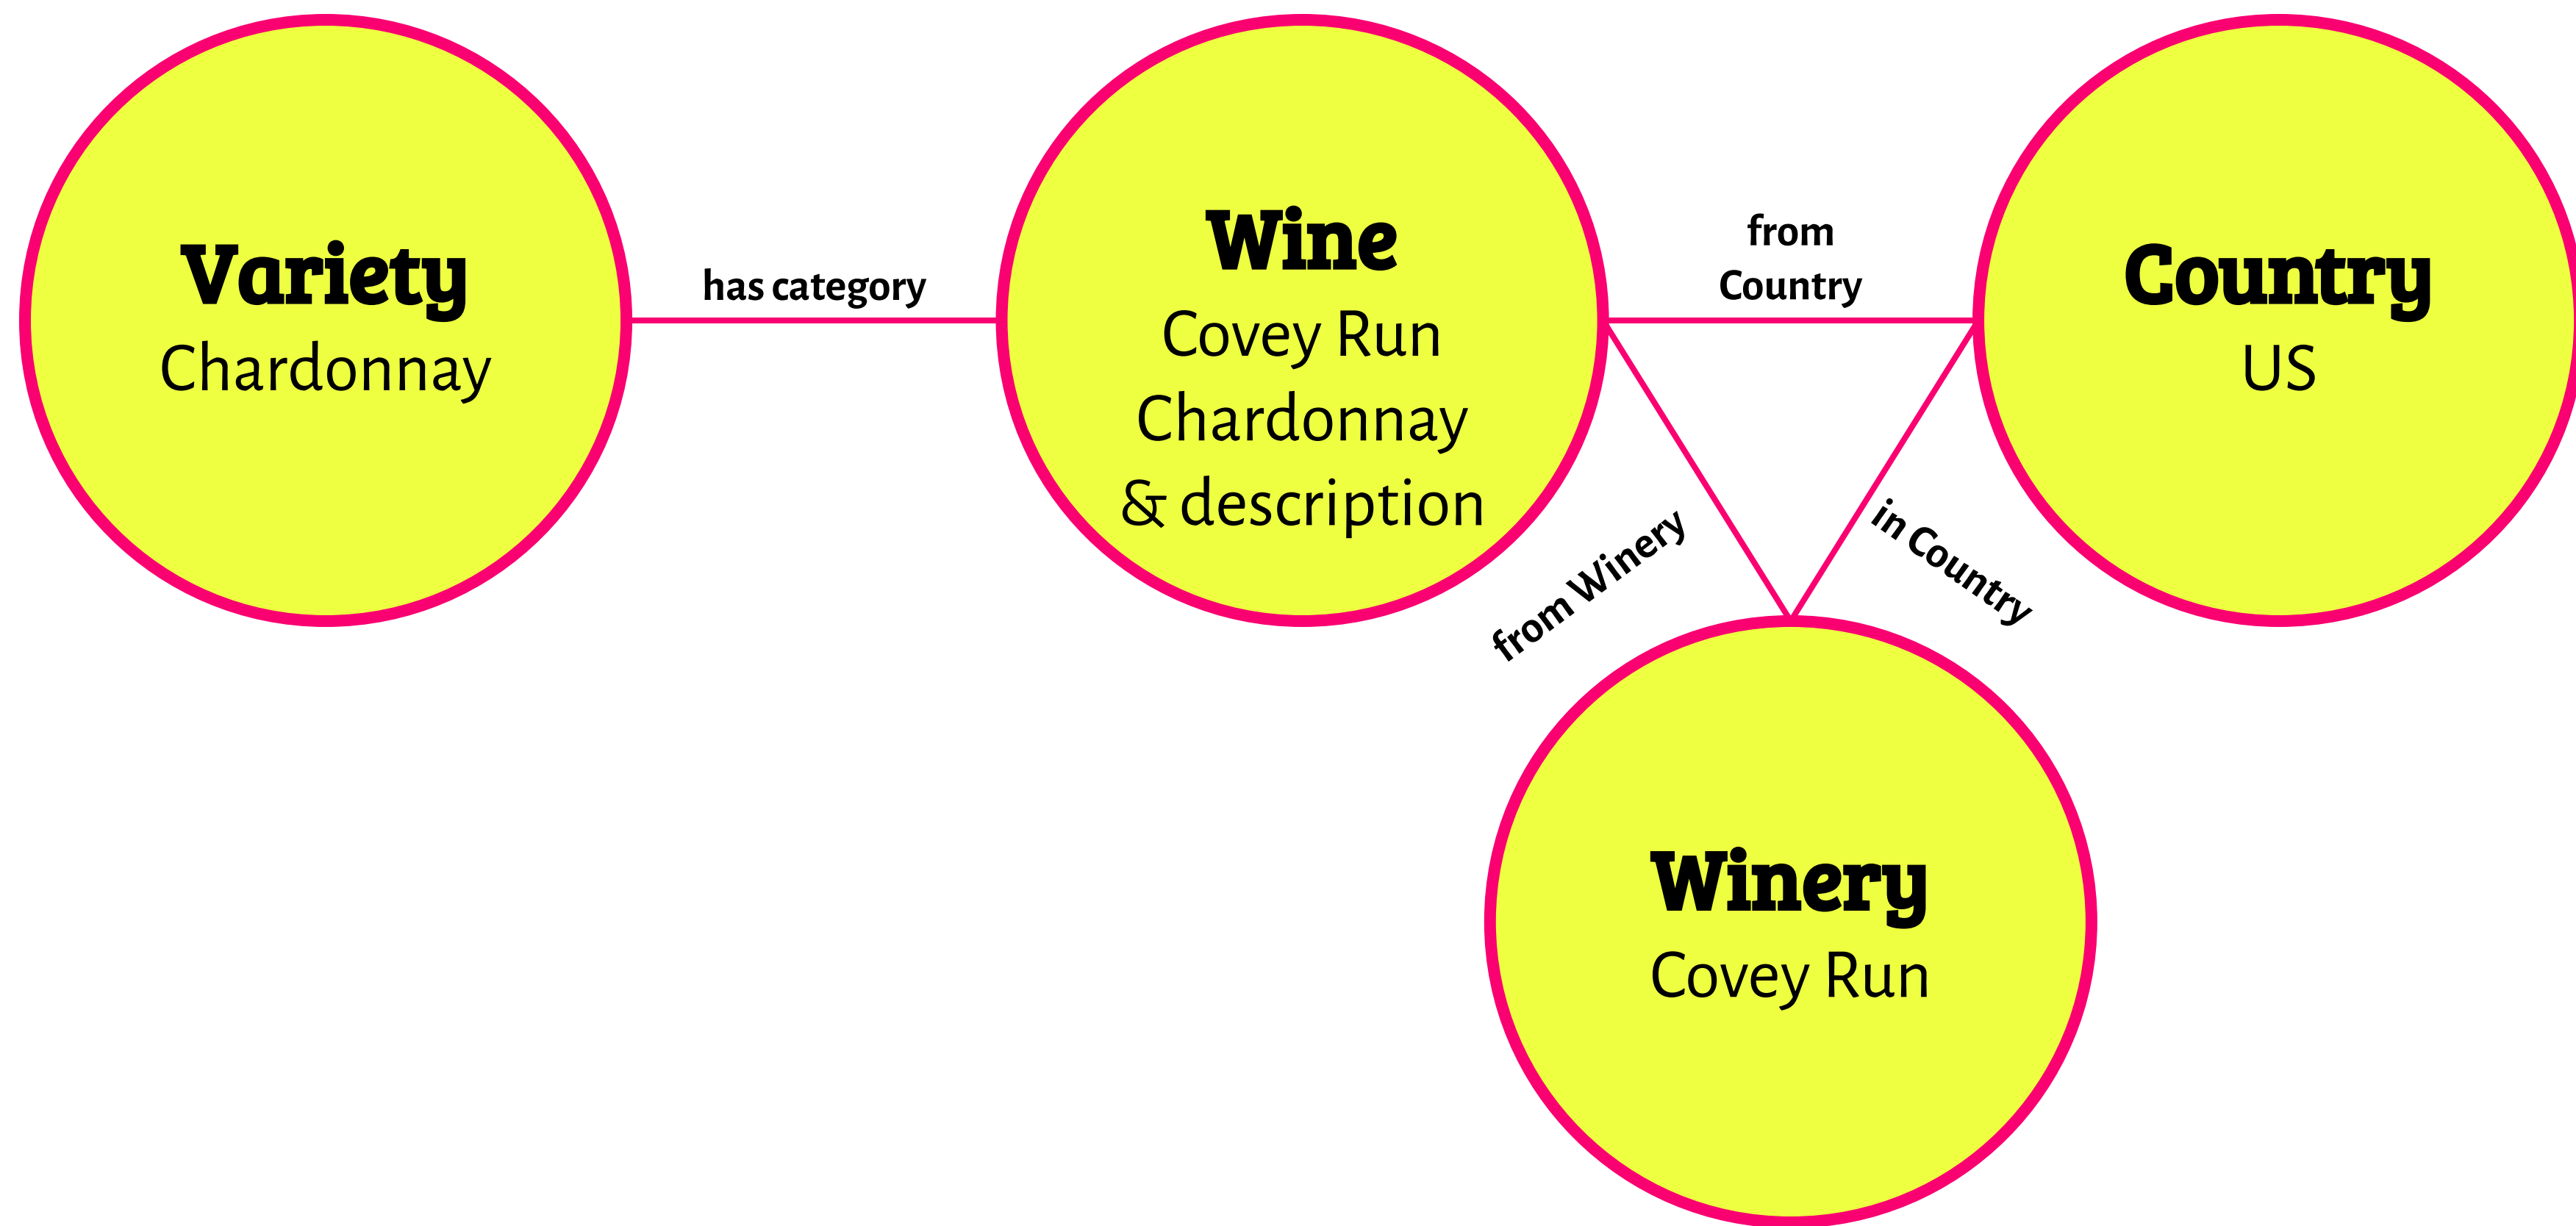 Variety
Chardonnay
has category
Wine
Covey Run
Chardonnay
& description
from
Country
Country
US
from Winery
in Country
Winery
Covey Run